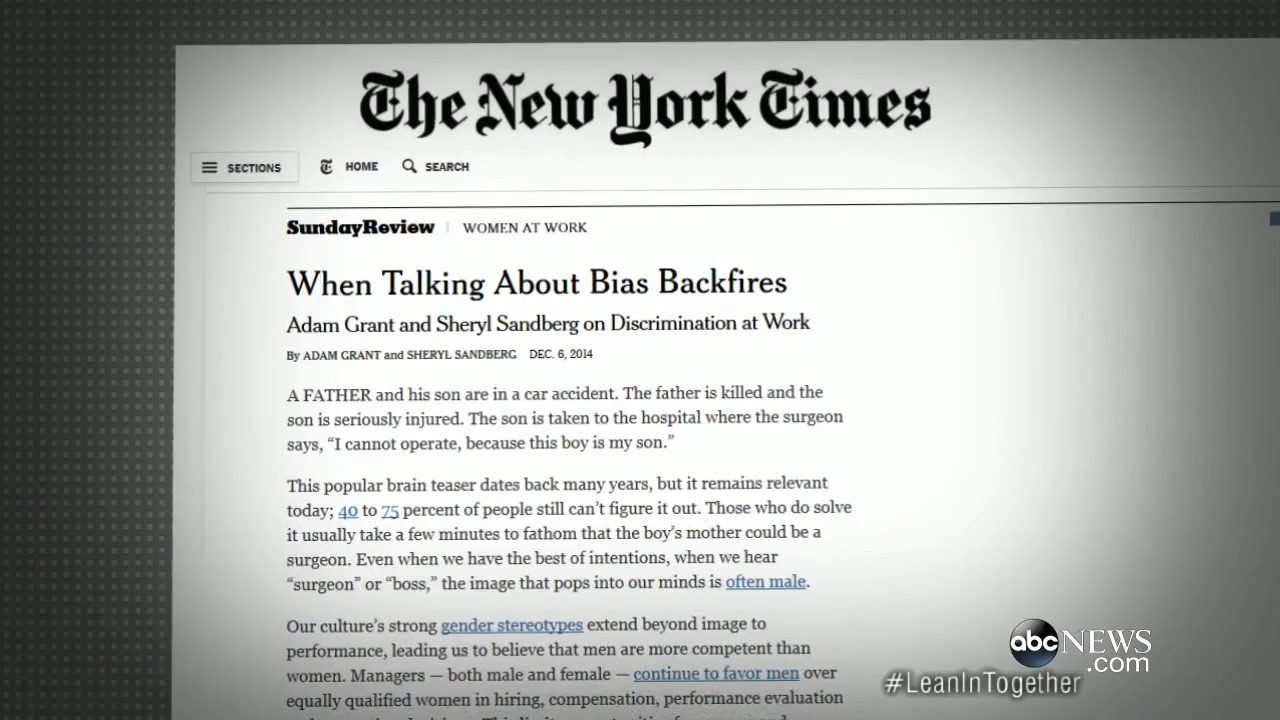 The New York Times
SECTIONS HOME SEARCH
SundayReview | WOMEN AT WORK
When Talking About Bias Backfires
Adam Grant and Sheryl Sandberg on Discrimination at Work
By ADAM GRANT and SHERYL SANDBERG DEC. 6, 2014
A FATHER and his son are in a car accident. The father is killed and the
son is seriously injured. The son is taken to the hospital where the surgeon
says, “I cannot operate, because this boy is my son.”
This popular brain teaser dates back many years, but it remains relevant
today; 40 to 75 percent of people still can’t figure it out. Those who do solve
it usually take a few minutes to fathom that the boy’s mother could be a
surgeon. Even when we have the best of intentions, when we hear
“surgeon” or “boss,” the image that pops into our minds is often male.
Our culture’s strong gender stereotypes extend beyond image to
performance, leading us to believe that men are more competent than
women. Managers — both male and female — continue to favor men over
equally qualified women in hiring, compensation, performance evaluation
abc NEWS
.com
#LeanInTogether